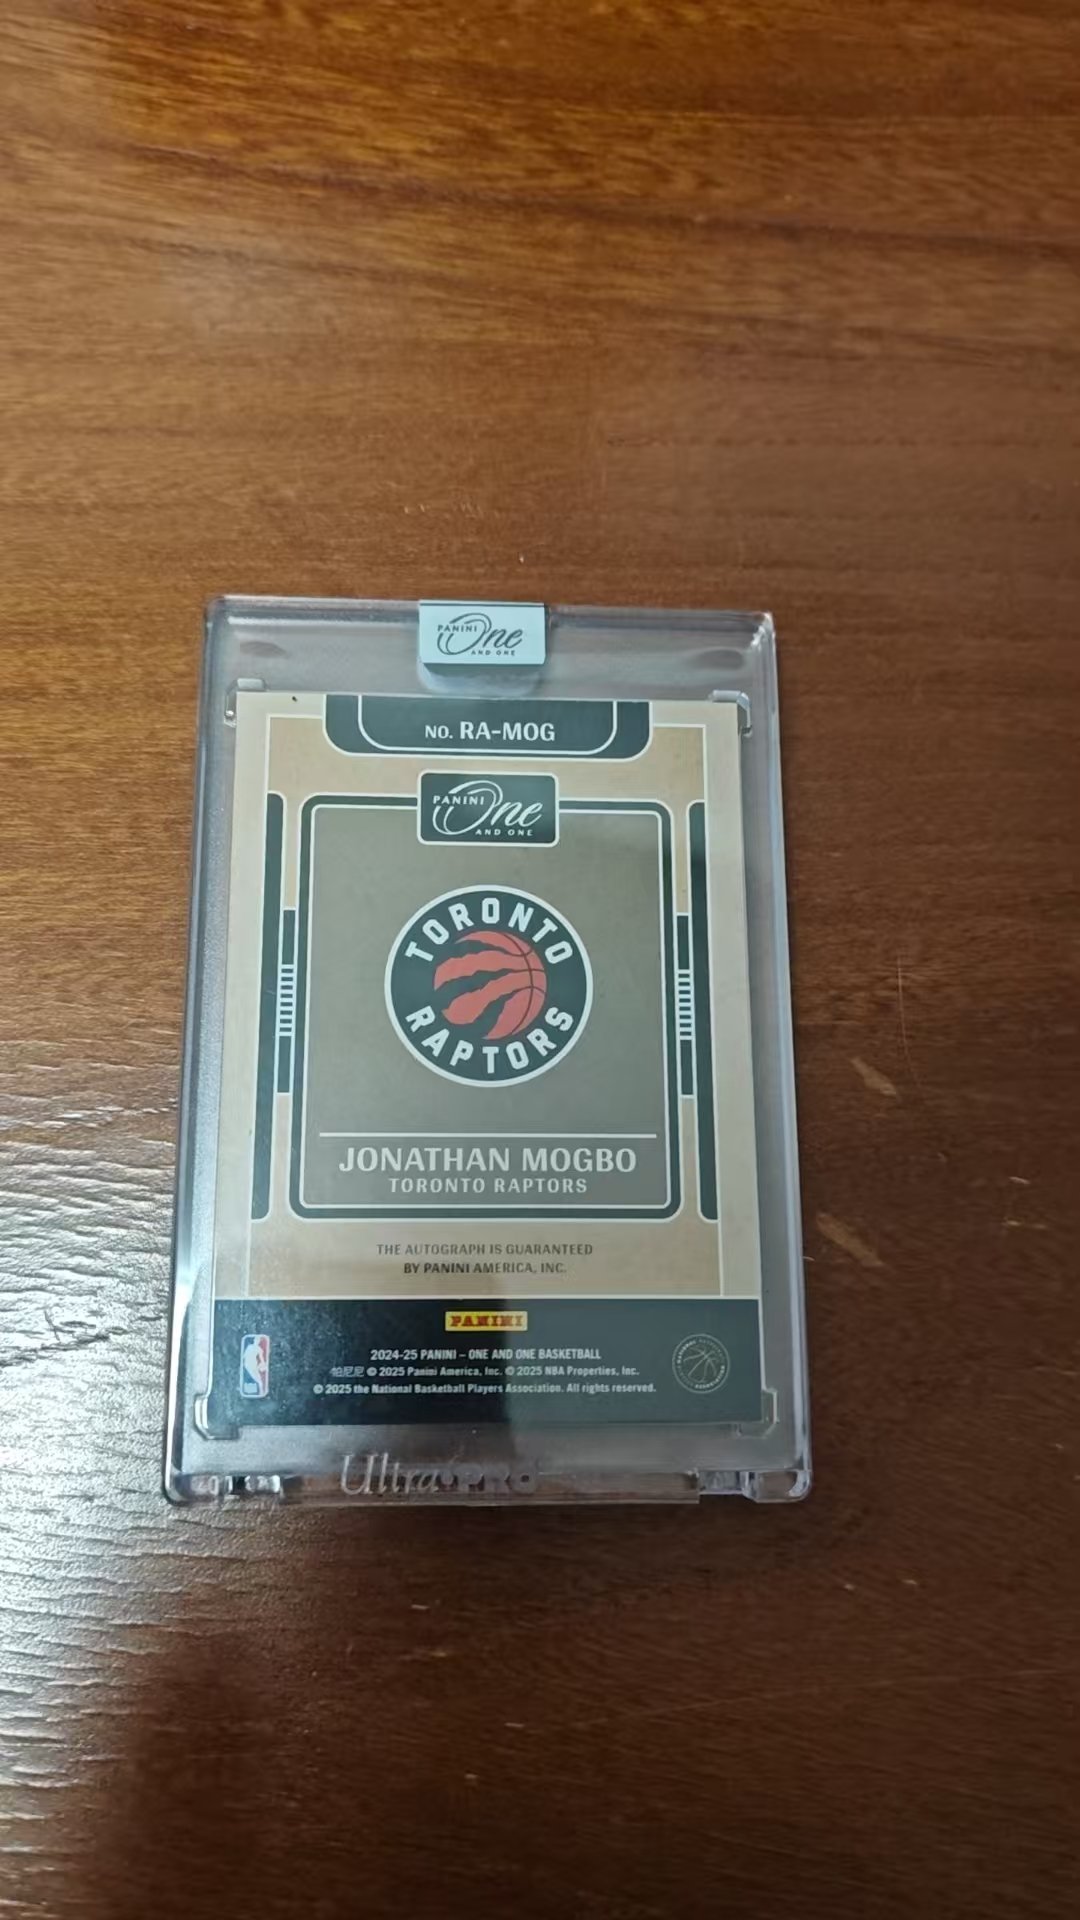 PANINI One
AND ONE
NO. RA-MOG
PANINI One
AND ONE
TORONTO
RAPTORS
JONATHAN MOGBO
TORONTO RAPTORS
THE AUTOGRAPH IS GUARANTEED
BY PANINI AMERICA, INC.
PANINI
2024-25 PANINI – ONE AND ONE BASKETBALL
帕尼尼 © 2025 Panini America, Inc. © 2025 NBA Properties, Inc.
© 2025 the National Basketball Players Association. All rights reserved.
Ultra•PRO